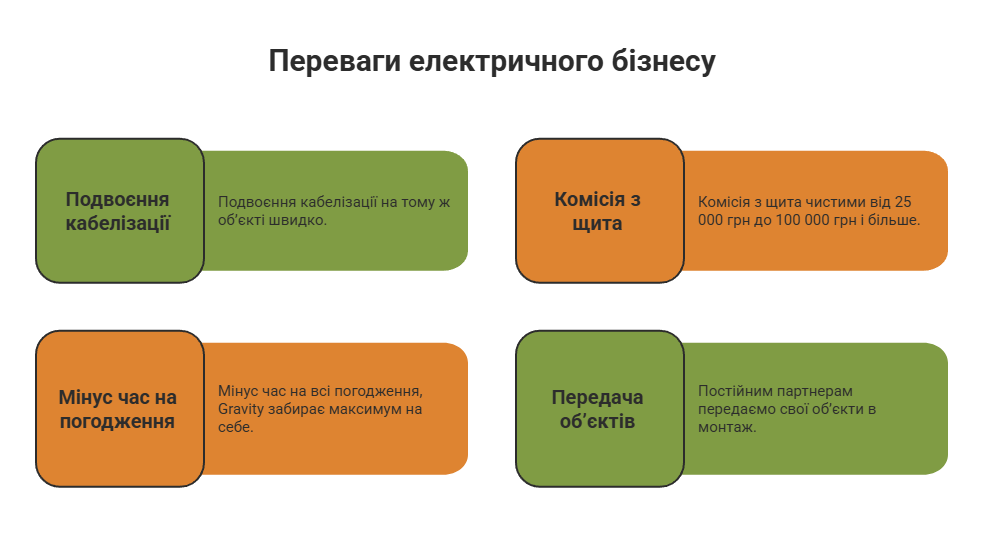 Переваги електричного бізнесу
Подвоєння
кабелізації
Подвоєння кабелізації на тому ж
об’єкті швидко.
Комісія з
щита
Комісія з щита чистими від 25
000 грн до 100 000 грн і більше.
Мінус час на
погодження
Мінус час на всі погодження,
Gravity забирає максимум на
себе.
Передача
об’єктів
Постійним партнерам
передаємо свої об’єкти в
монтаж.